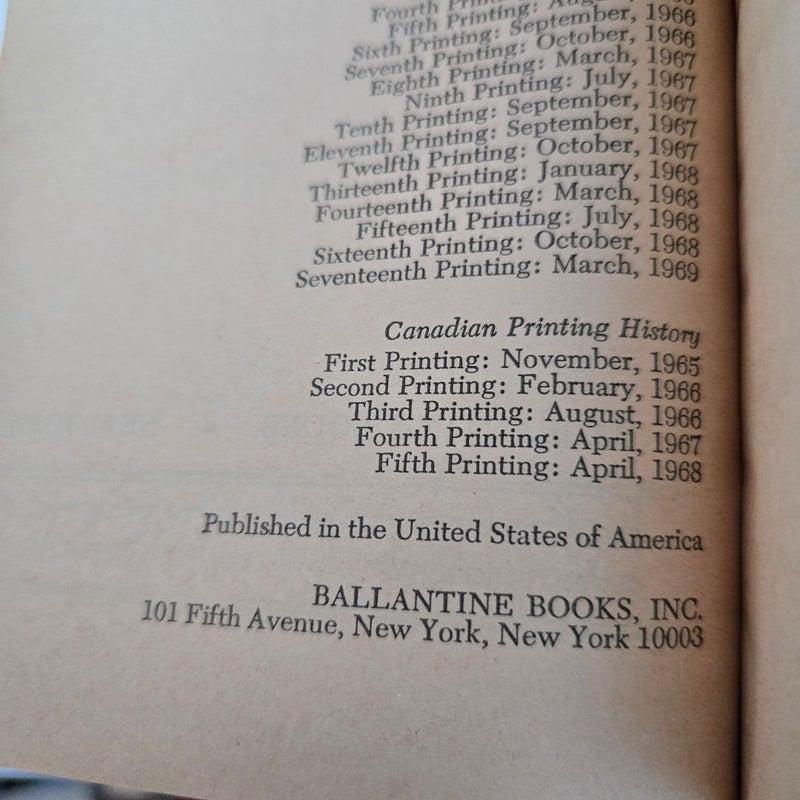 Fourth
Fifth Printing: 1966
Sixth Printing: September, 1966
Seventh Printing: October, 1966
Eighth Printing: March, 1967
Ninth Printing: July, 1967
Tenth Printing: September, 1967
Eleventh Printing: September, 1967
Twelfth Printing: October, 1967
Thirteenth Printing: January, 1968
Fourteenth Printing: March, 1968
Fifteenth Printing: July, 1968
Sixteenth Printing: October, 1968
Seventeenth Printing: March, 1969
Canadian Printing History
First Printing: November, 1965
Second Printing: February, 1966
Third Printing: August, 1966
Fourth Printing: April, 1967
Fifth Printing: April, 1968
Published in the United States of America
BALLANTINE BOOKS, INC.
101 Fifth Avenue, New York, New York 10003